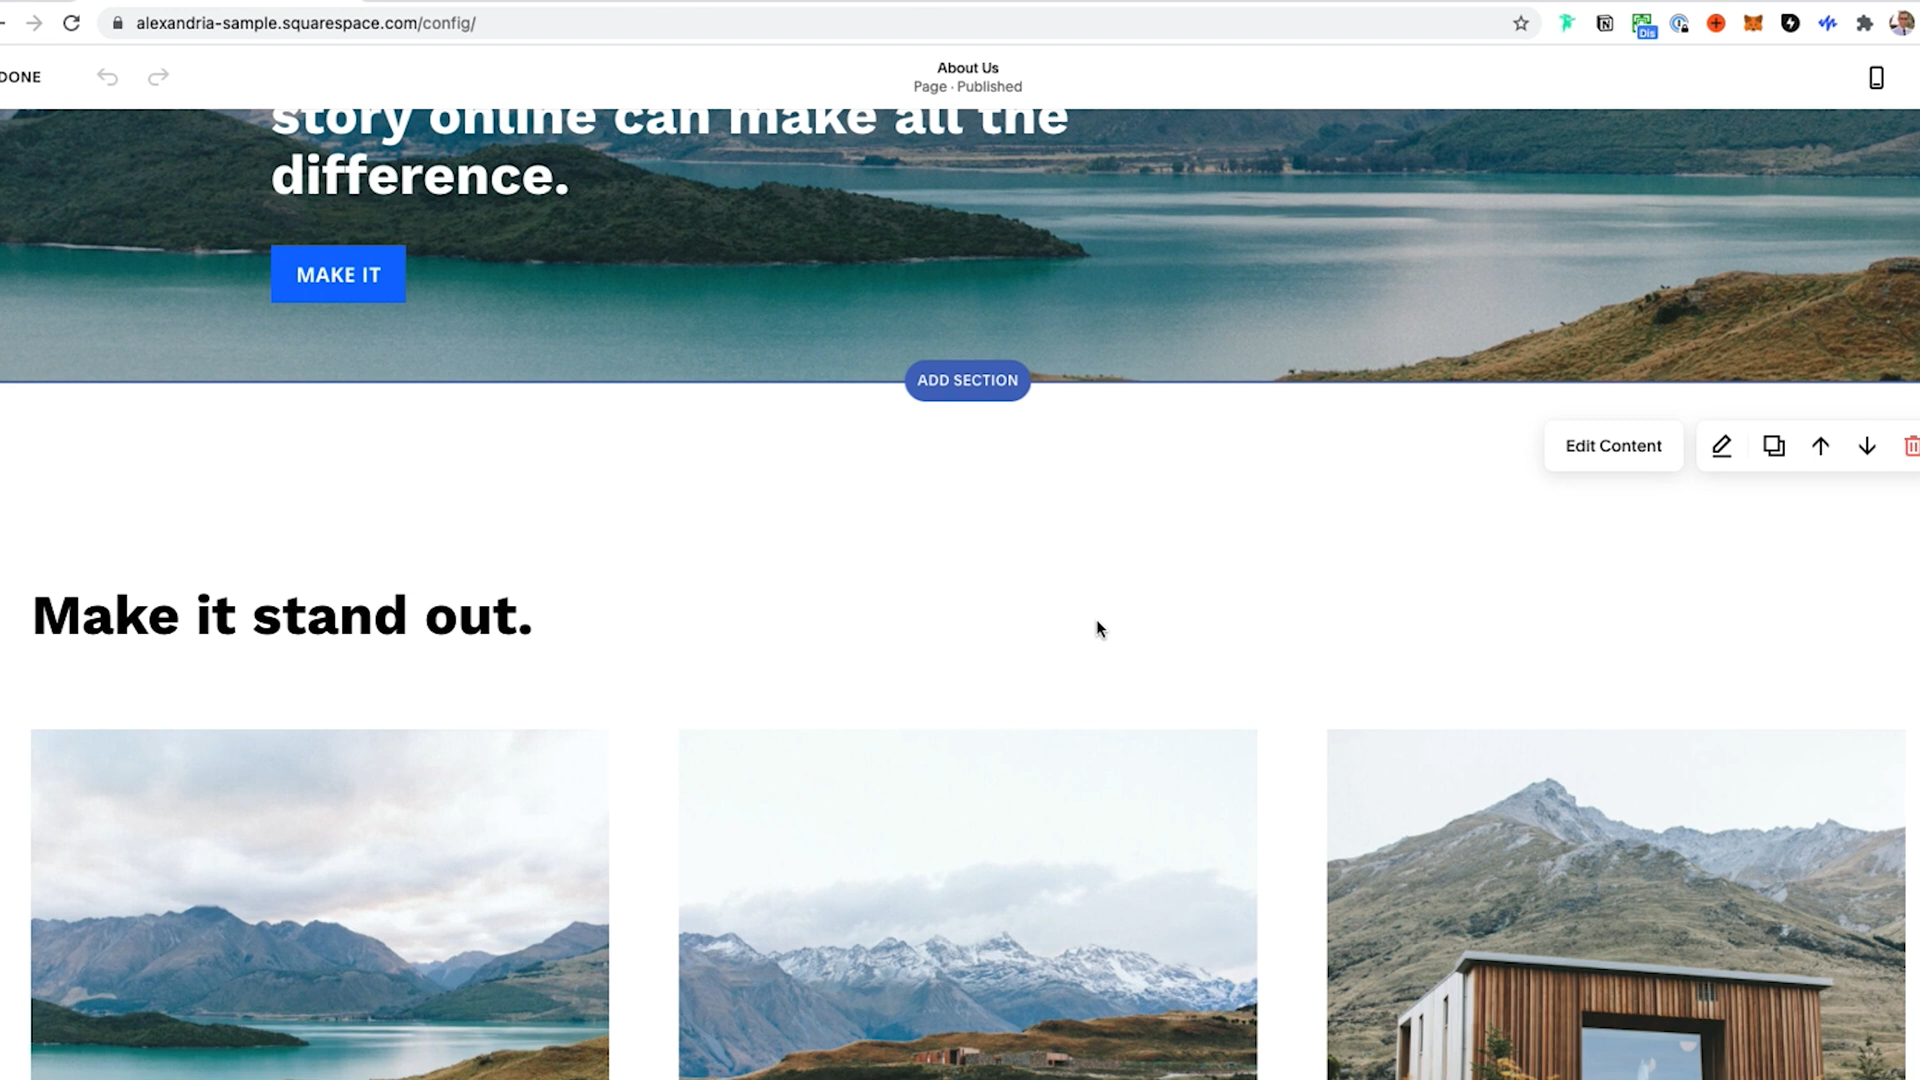 alexandria-sample.squarespace.com/config/
Dis
DONE
About Us
Page · Published
story online can make all the
difference.
MAKE IT
ADD SECTION
Edit Content
Make it stand out.